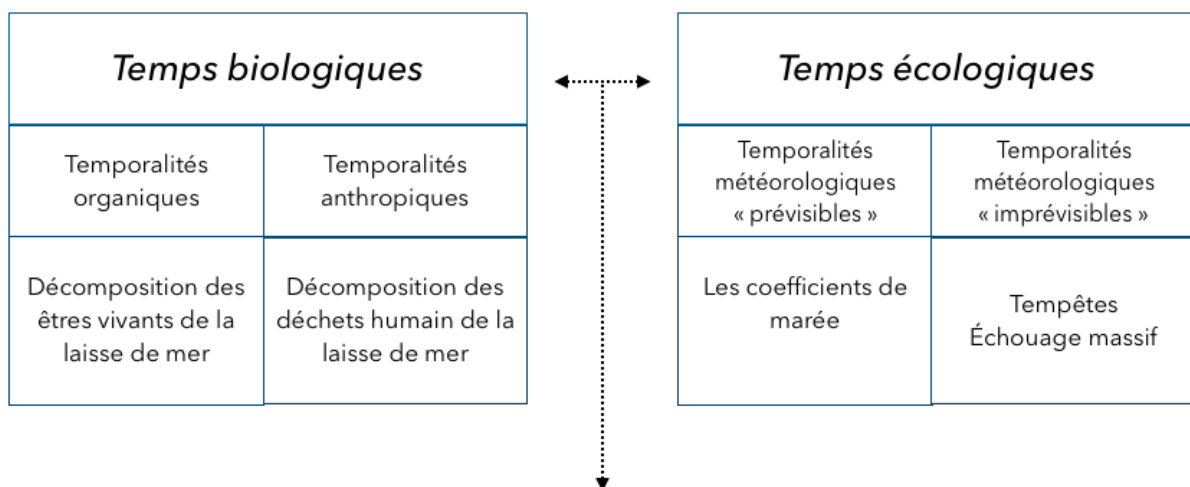 Temps biologiques
Temps écologiques
Temporalités
organiques
Temporalités
anthropiques
Temporalités
météorologiques
« prévisibles »
Temporalités
météorologiques
« imprévisibles »
Décomposition des
êtres vivants de la
laisse de mer
Décomposition des
déchets humain de la
laisse de mer
Les coefficients de
marée
Tempêtes
Échouage massif